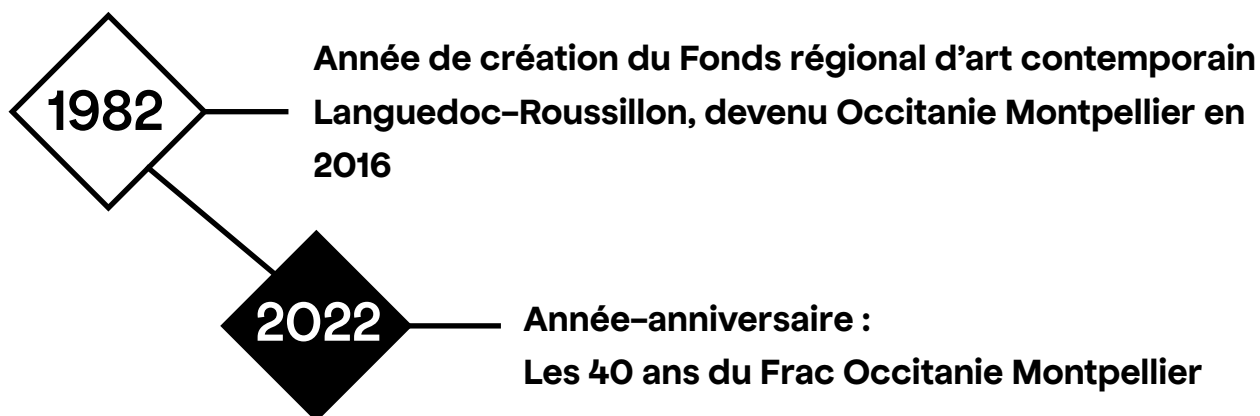 1982
Année de création du Fonds régional d’art contemporain
Languedoc–Roussillon, devenu Occitanie Montpellier en
2016
2022
Année–anniversaire :
Les 40 ans du Frac Occitanie Montpellier